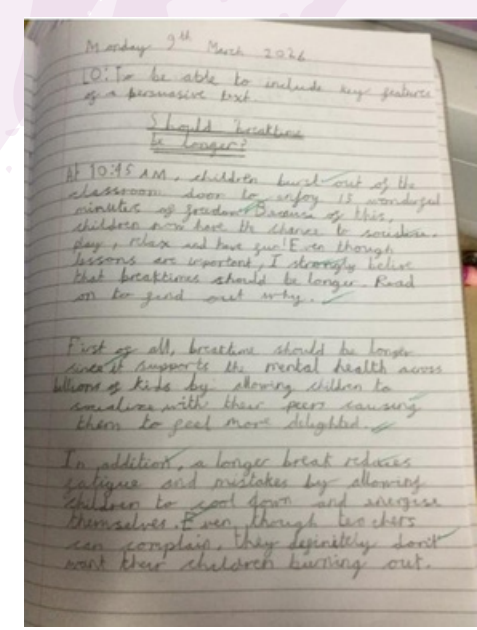 Monday 9th March 2026
LO: To be able to include key features
of a persuasive text.
Should breaktime
be longer?
At 10:45 AM, children burst out of the
classroom door to enjoy 15 wonderful
minutes of freedom! Because of this,
children now have the chance to socialise,
play, relax and have fun! Even though
lessons are important, I strongly belive
that breaktimes should be longer. Read
on to find out why.
First of all, breaktime should be longer
since it supports the mental health across
billions of kids by allowing children to
socialize with their peers causing
them to feel more delighted.
In addition, a longer break reduces
fatigue and mistakes by allowing
children to cool down and energise
themselves. Even though teachers
can complain, they definitely don't
want their children burning out.